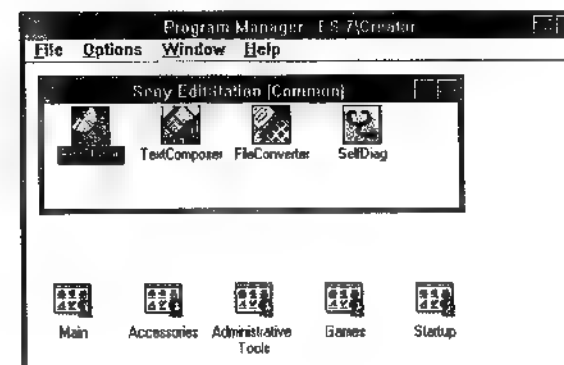 Program Manager - ES-7\Creator
File Options Window Help
Sony Editstation (Common)
TextComposer FileConverter SelfDiag
Main Accessories Administrative Tools Games Startup